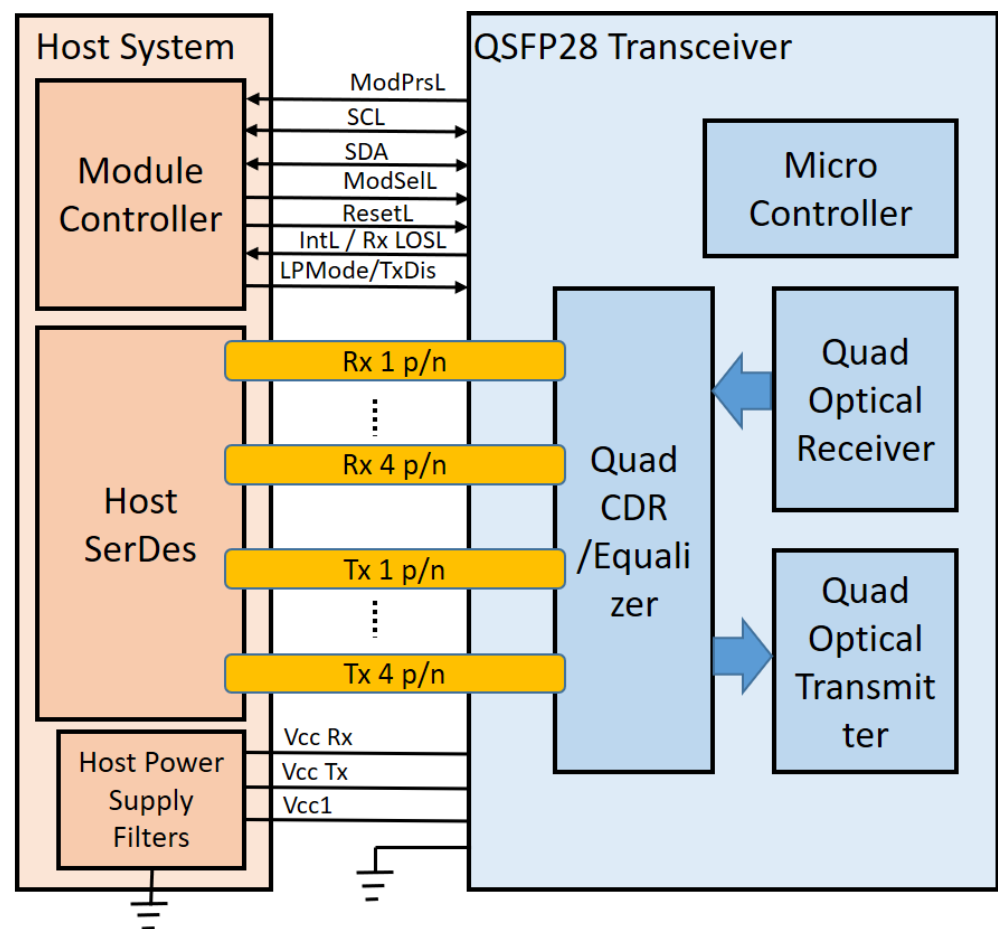 Host System
QSFP28 Transceiver
Module
Controller
ModPrsL
SCL
SDA
ModSelL
ResetL
IntL / Rx LOSL
LPMode/TxDis
Micro
Controller
Host
SerDes
Rx 1 p/n
Rx 4 p/n
Tx 1 p/n
Tx 4 p/n
Quad
CDR
/Equali
zer
Quad
Optical
Receiver
Quad
Optical
Transmit
ter
Host Power
Supply
Filters
Vcc Rx
Vcc Tx
Vcc1